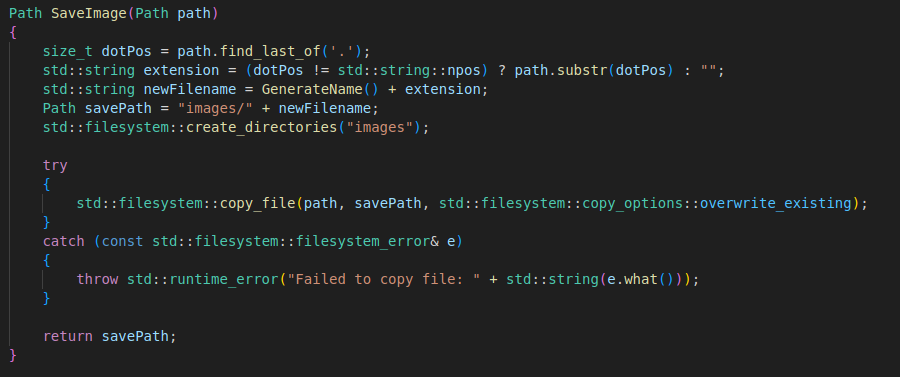 Path SaveImage(Path path)
{
    size_t dotPos = path.find_last_of('.');
    std::string extension = (dotPos != std::string::npos) ? path.substr(dotPos) : "";
    std::string newFilename = GenerateName() + extension;
    Path savePath = "images/" + newFilename;
    std::filesystem::create_directories("images");

    try
    {
        std::filesystem::copy_file(path, savePath, std::filesystem::copy_options::overwrite_existing);
    }
    catch (const std::filesystem::filesystem_error& e)
    {
        throw std::runtime_error("Failed to copy file: " + std::string(e.what()));
    }

    return savePath;
}